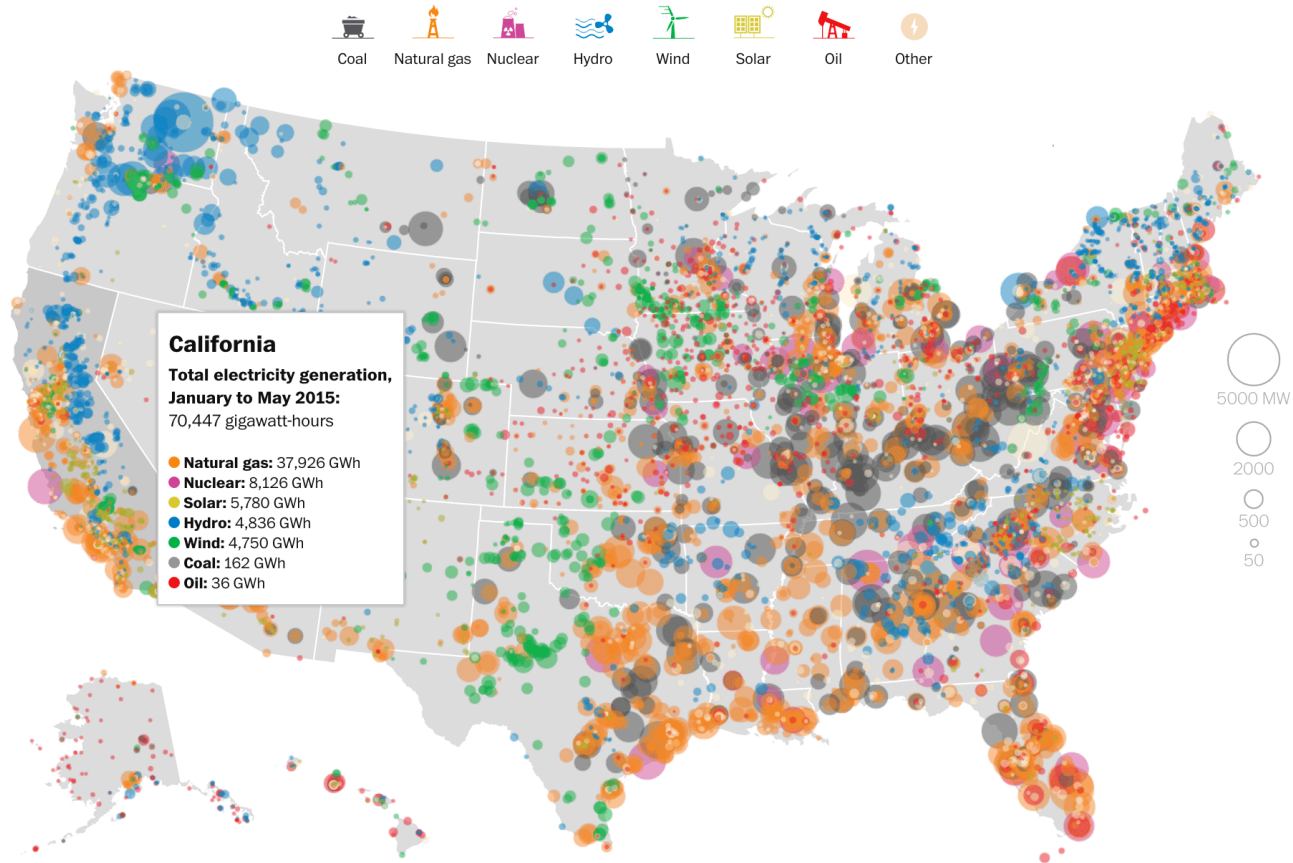 Coal
Natural gas
Nuclear
Hydro
Wind
Solar
Oil
Other
California
Total electricity generation,
January to May 2015:
70,447 gigawatt-hours
Natural gas: 37,926 GWh
Nuclear: 8,126 GWh
Solar: 5,780 GWh
Hydro: 4,836 GWh
Wind: 4,750 GWh
Coal: 162 GWh
Oil: 36 GWh
5000 MW
2000
500
50